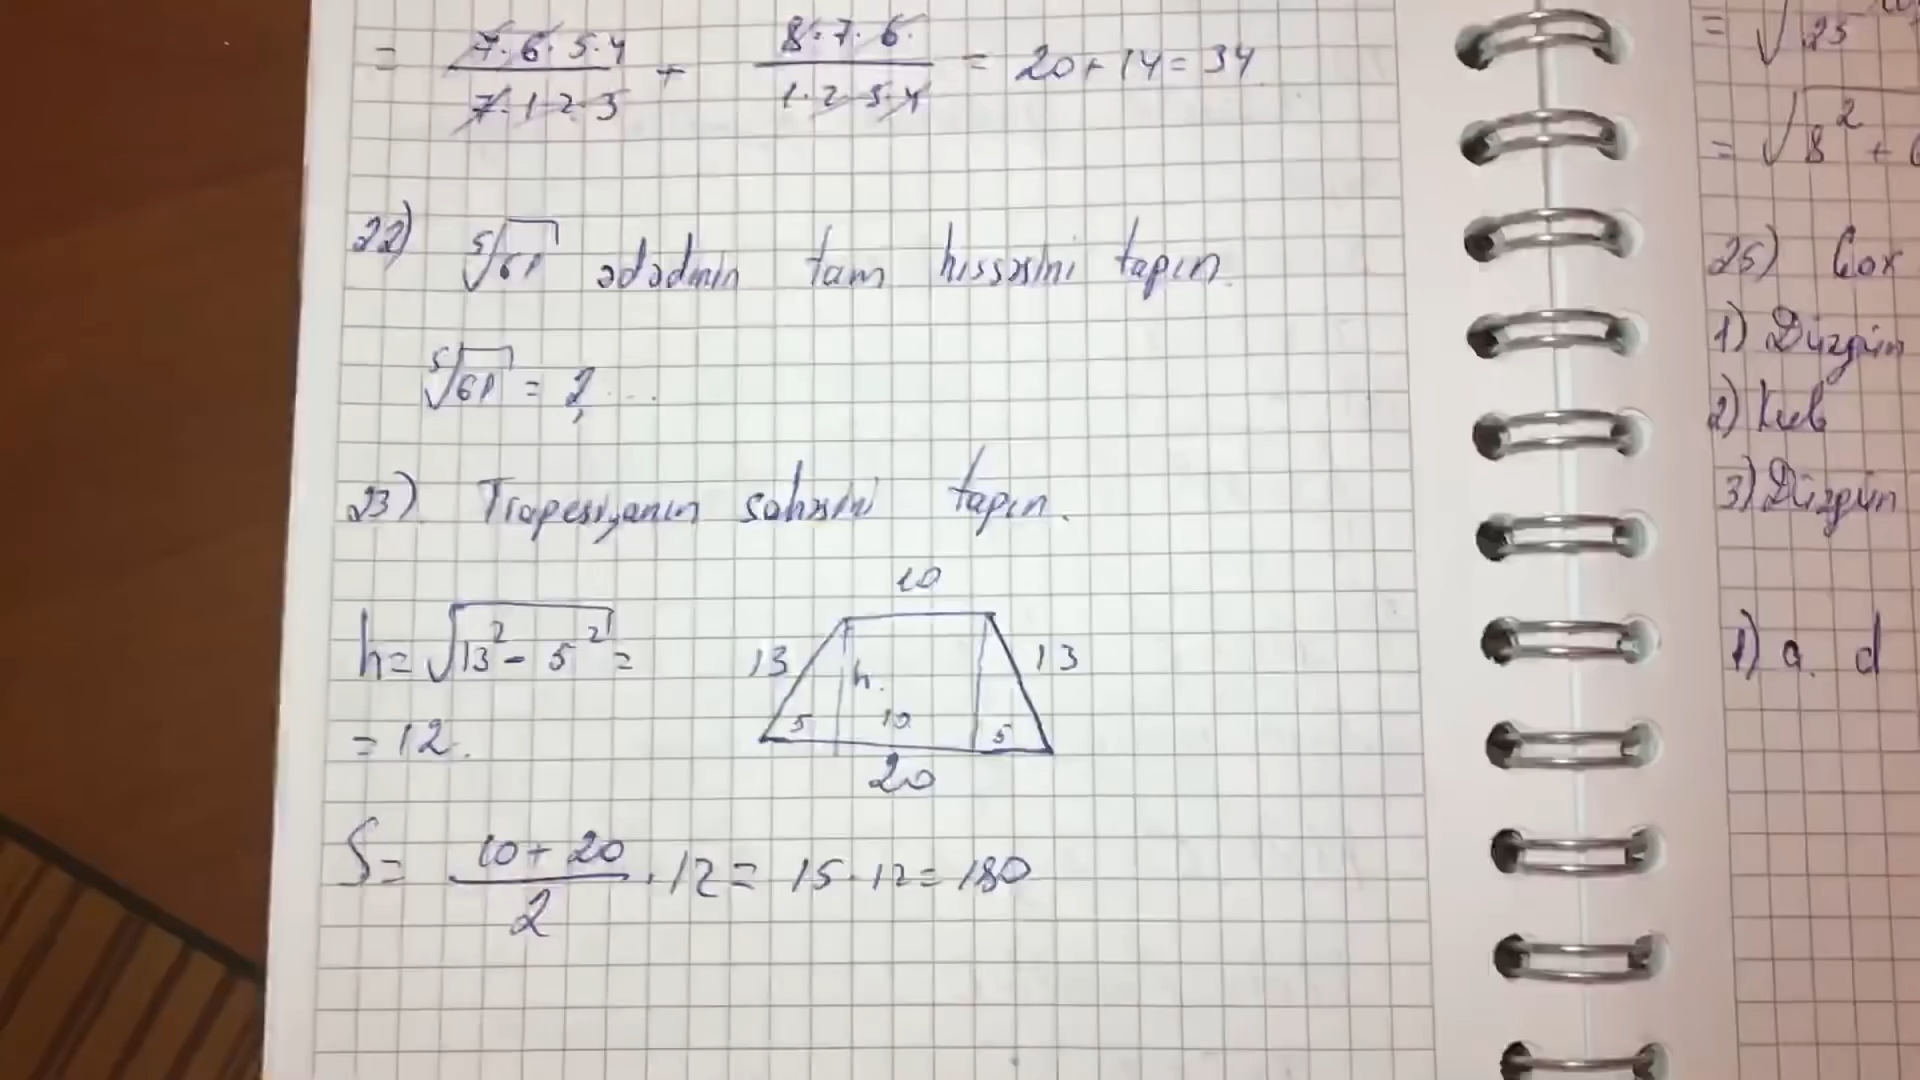 = 7·6·5·4 / 7·1·2·3 + 8·7·6· / 1·2·3·4 = 20+14=34
22) ⁵√61 ədədinin tam hissəsini tapın.
⁵√61 = 2, ...
23) Trapesiyanın sahəsini tapın.
10
h= √13² - 5² =
13 h. 13
= 12.
5 10 5
20
S= 10+20 / 2 · 12 = 15·12= 180
= √25
= √8² +
25) Çox
1) Düzgün
2) Kub
3) Düzgün
1) a. d